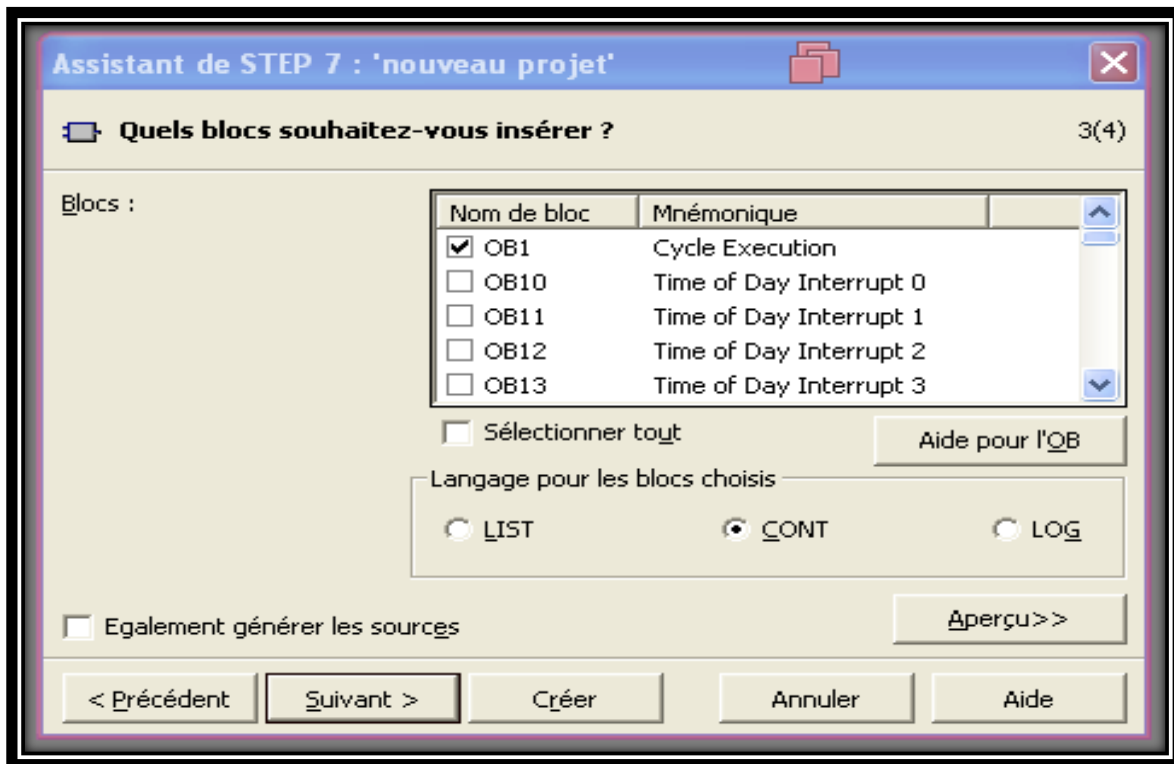 Assistant de STEP 7 : 'nouveau projet'
Quels blocs souhaitez-vous insérer ? 3(4)
Blocs :
Nom de bloc Mnémonique
OB1 Cycle Execution
OB10 Time of Day Interrupt 0
OB11 Time of Day Interrupt 1
OB12 Time of Day Interrupt 2
OB13 Time of Day Interrupt 3
Sélectionner tout Aide pour l'OB
Langage pour les blocs choisis
LIST CONT LOG
Egalement générer les sources Aperçu>>
< Précédent Suivant > Créer Annuler Aide